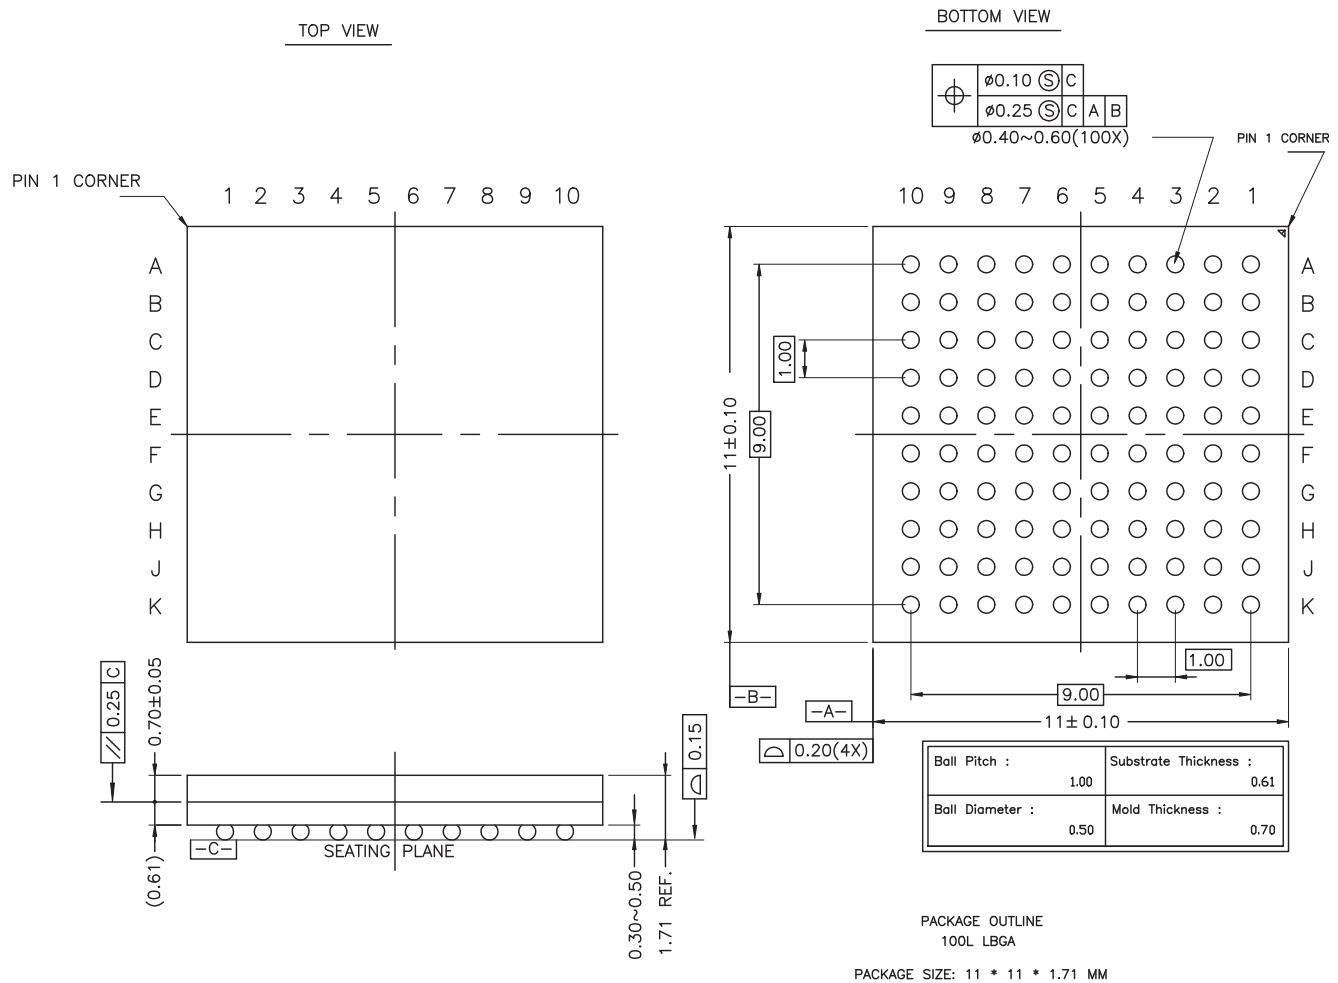 TOP VIEW
BOTTOM VIEW
ø0.10 Ⓢ C
ø0.25 Ⓢ C A B
ø0.40~0.60(100X)
PIN 1 CORNER
PIN 1 CORNER
1 2 3 4 5 6 7 8 9 10
10 9 8 7 6 5 4 3 2 1
A
B
C
D
E
F
G
H
J
K
A
B
C
D
E
F
G
H
J
K
1.00
11±0.10
9.00
1.00
9.00
11±0.10
-B-
-A-
⌓ 0.20(4X)
// 0.25 C
0.70±0.05
(0.61)
-C-
SEATING PLANE
0.30~0.50
1.71 REF.
⌓ 0.15
Ball Pitch :
1.00
Substrate Thickness :
0.61
Ball Diameter :
0.50
Mold Thickness :
0.70
PACKAGE OUTLINE
100L LBGA
PACKAGE SIZE: 11 * 11 * 1.71 MM